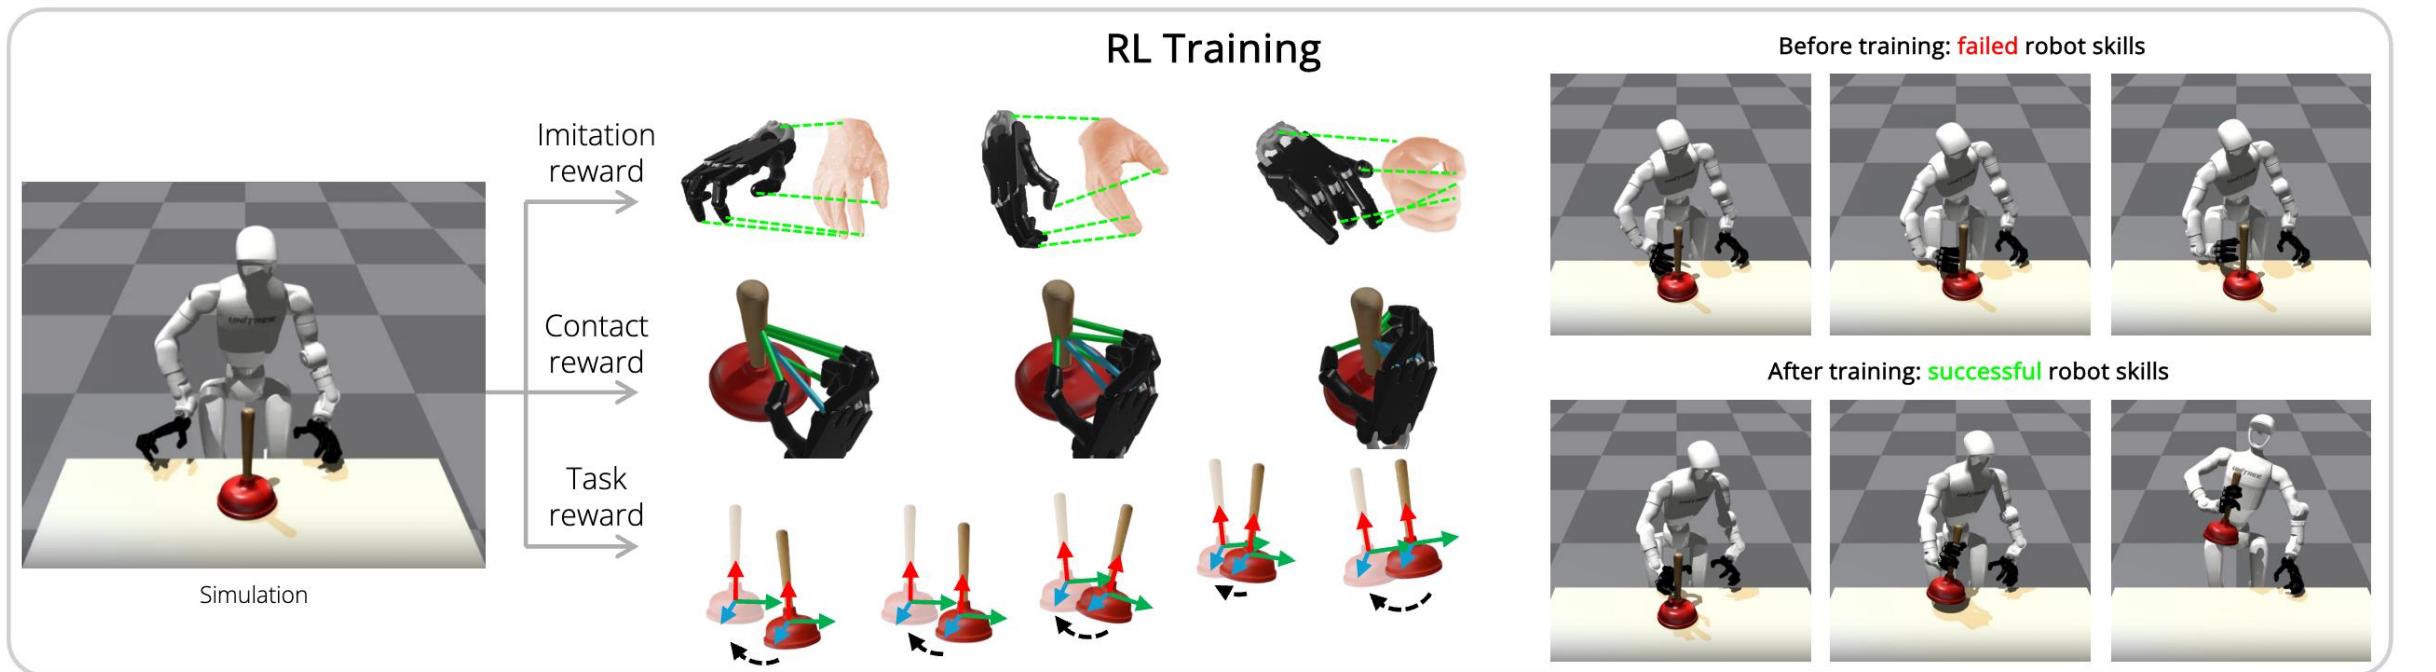 RL Training
Simulation
Imitation
reward
Contact
reward
Task
reward
Before training: failed robot skills
After training: successful robot skills